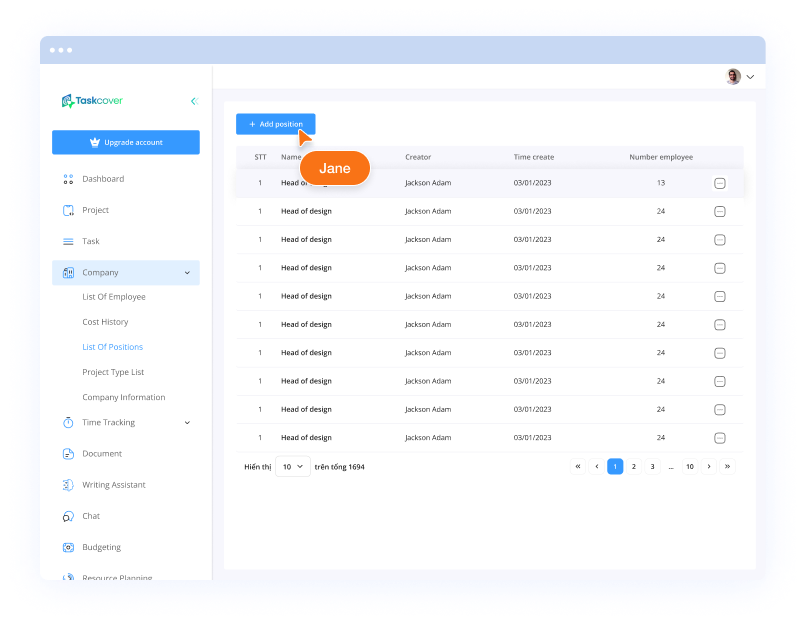 Taskcover
Upgrade account
Dashboard
Project
Task
Company
List Of Employee
Cost History
List Of Positions
Project Type List
Company Information
Time Tracking
Document
Writing Assistant
Chat
Budgeting
Resource Planning
+ Add position
Jane
STT Name Creator Time create Number employee
1 Head of Jackson Adam 03/01/2023 13
1 Head of design Jackson Adam 03/01/2023 24
1 Head of design Jackson Adam 03/01/2023 24
1 Head of design Jackson Adam 03/01/2023 24
1 Head of design Jackson Adam 03/01/2023 24
1 Head of design Jackson Adam 03/01/2023 24
1 Head of design Jackson Adam 03/01/2023 24
1 Head of design Jackson Adam 03/01/2023 24
1 Head of design Jackson Adam 03/01/2023 24
1 Head of design Jackson Adam 03/01/2023 24
Hiển thị 10 trên tổng 1694 « ‹ 1 2 3 ... 10 › »